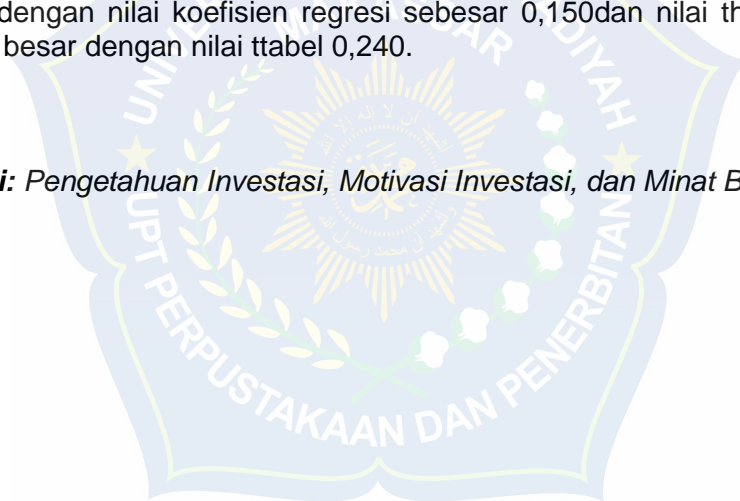 dengan nilai koefisien regresi sebesar 0,150dan nilai th
besar dengan nilai ttabel 0,240.
i: Pengetahuan Investasi, Motivasi Investasi, dan Minat B
UPT PERPUSTAKAAN DAN PENERBITAN